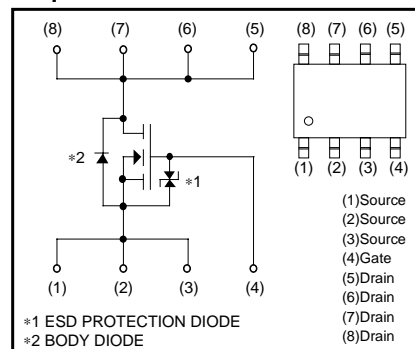 (8) (7) (6) (5)
(8) (7) (6) (5)
∗2
∗1
(1) (2) (3) (4)
(1) (2) (3) (4)
(1)Source
(2)Source
(3)Source
(4)Gate
(5)Drain
(6)Drain
(7)Drain
(8)Drain
∗1 ESD PROTECTION DIODE
∗2 BODY DIODE